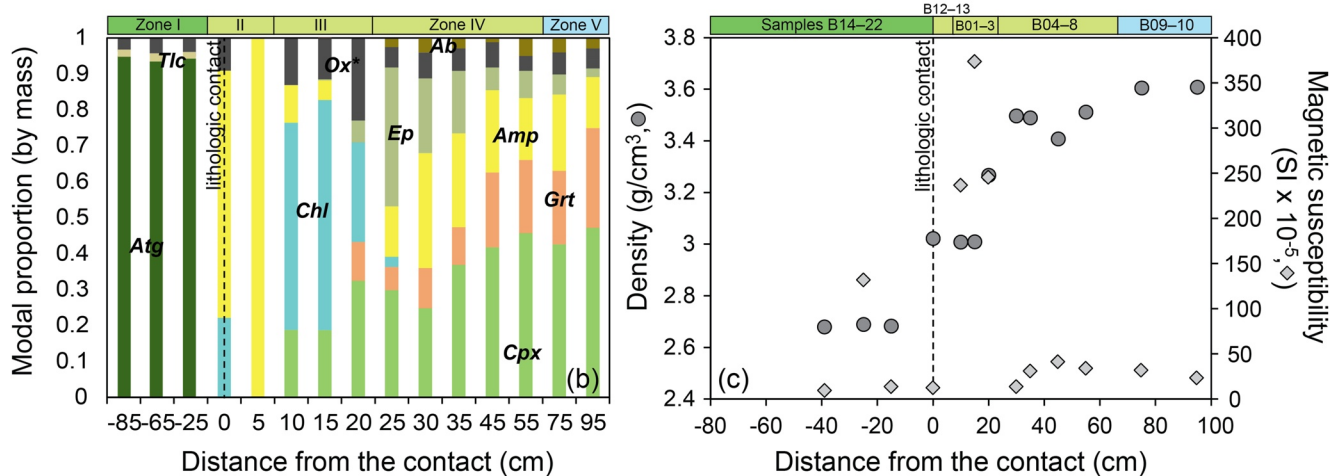 Zone I II III Zone IV Zone V
1
0.9
0.8
0.7
0.6
0.5
0.4
0.3
0.2
0.1
0
Modal proportion (by mass)
Tlc
Atg
lithologic contact
Chl
Ox*
Ep
Ab
Amp
Grt
Cpx
(b)
-85 -65 -25 0 5 10 15 20 25 30 35 45 55 75 95
Distance from the contact (cm)
B12–13
Samples B14–22 B01–3 B04–8 B09–10
3.8
3.6
3.4
3.2
3
2.8
2.6
2.4
Density (g/cm³, )
lithologic contact
(c)
400
350
300
250
200
150
100
50
0
Magnetic susceptibility
(SI x 10⁻⁵, )
-80 -60 -40 -20 0 20 40 60 80 100
Distance from the contact (cm)